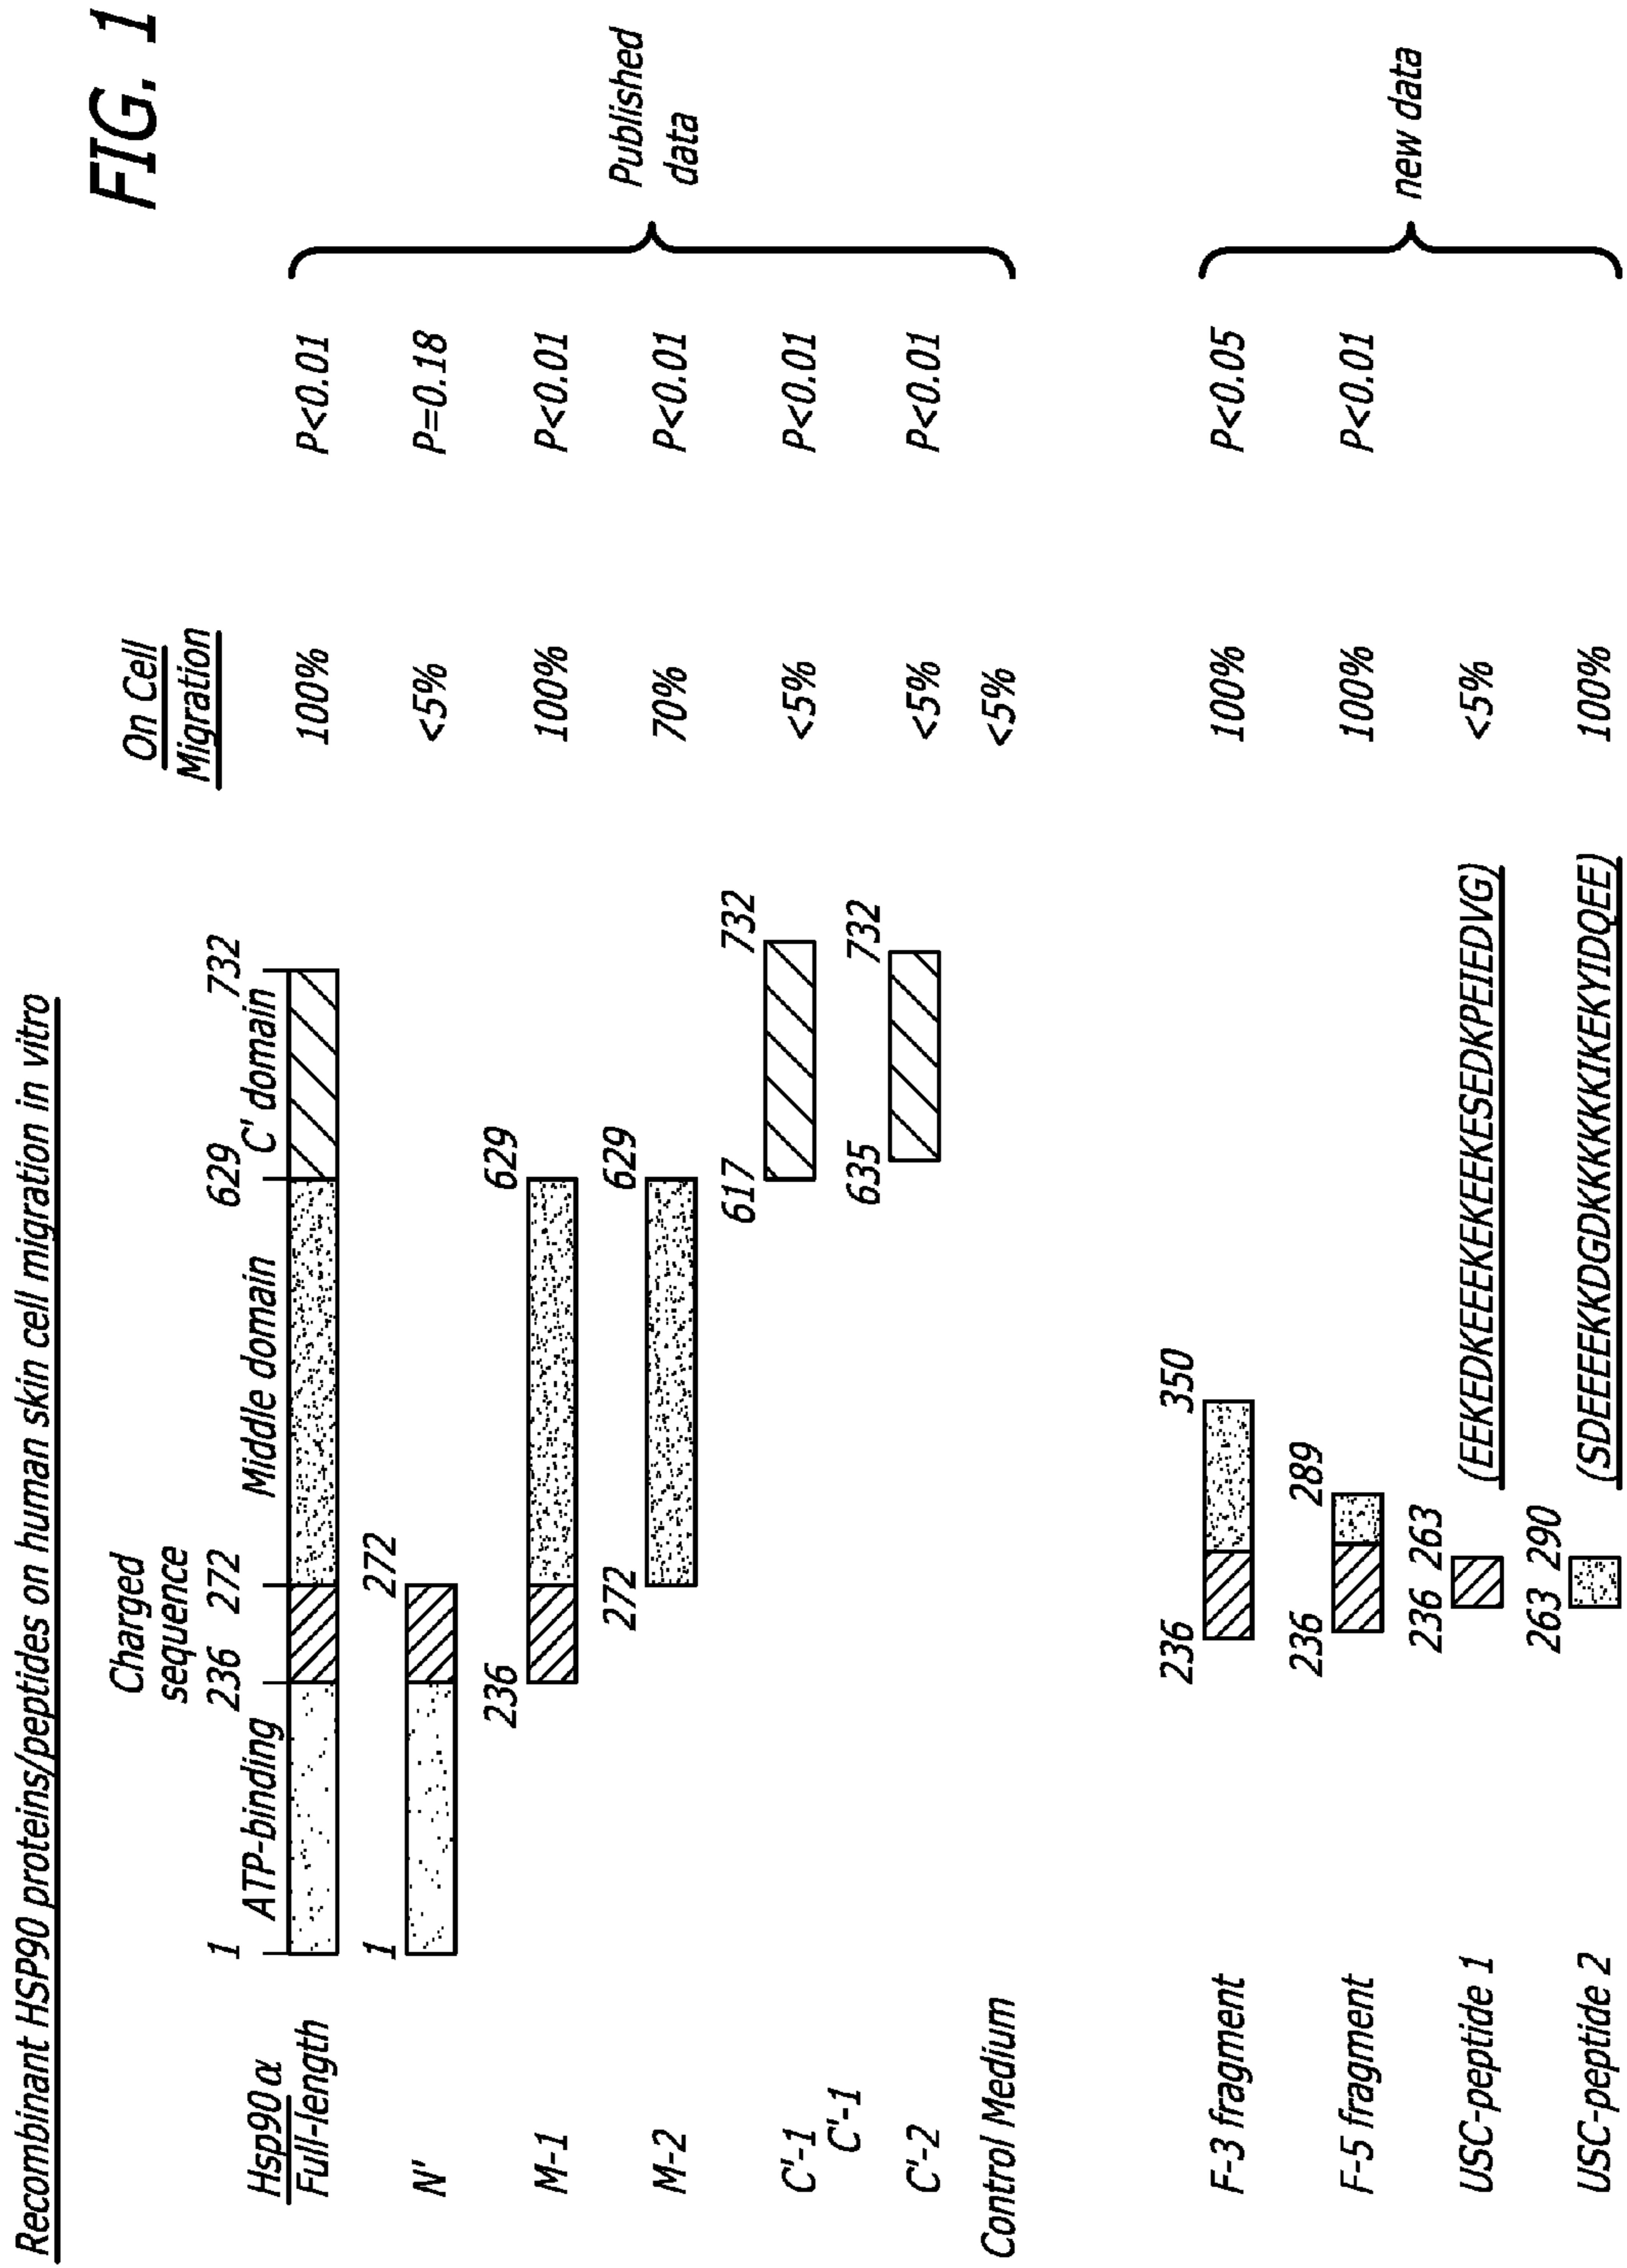 FIG. 1
Recombinant HSP90 proteins/peptides on human skin cell migration in vitro
On Cell
Migration
Charged
sequence
1 236 272 629 732
Hsp90 α
Full-length
ATP-binding Middle domain C' domain
100% P<0.01
N' 1 272 <5% P=0.18
M-1 236 629 100% P<0.01
M-2 272 629 70% P<0.01
C'-1 617 732 <5% P<0.01
C'-1
C'-2 635 732 <5% P<0.01
Control Medium <5%
Published
data
F-3 fragment 236 350 100% P<0.05
F-5 fragment 236 289 100% P<0.01
USC-peptide 1 236 263 (EEKEDKEEEKEKEEKESEDKPEIEDVG) <5%
USC-peptide 2 263 290 (SDEEEEKKDGDKKKKKKIKEKYIDQEE) 100%
new data